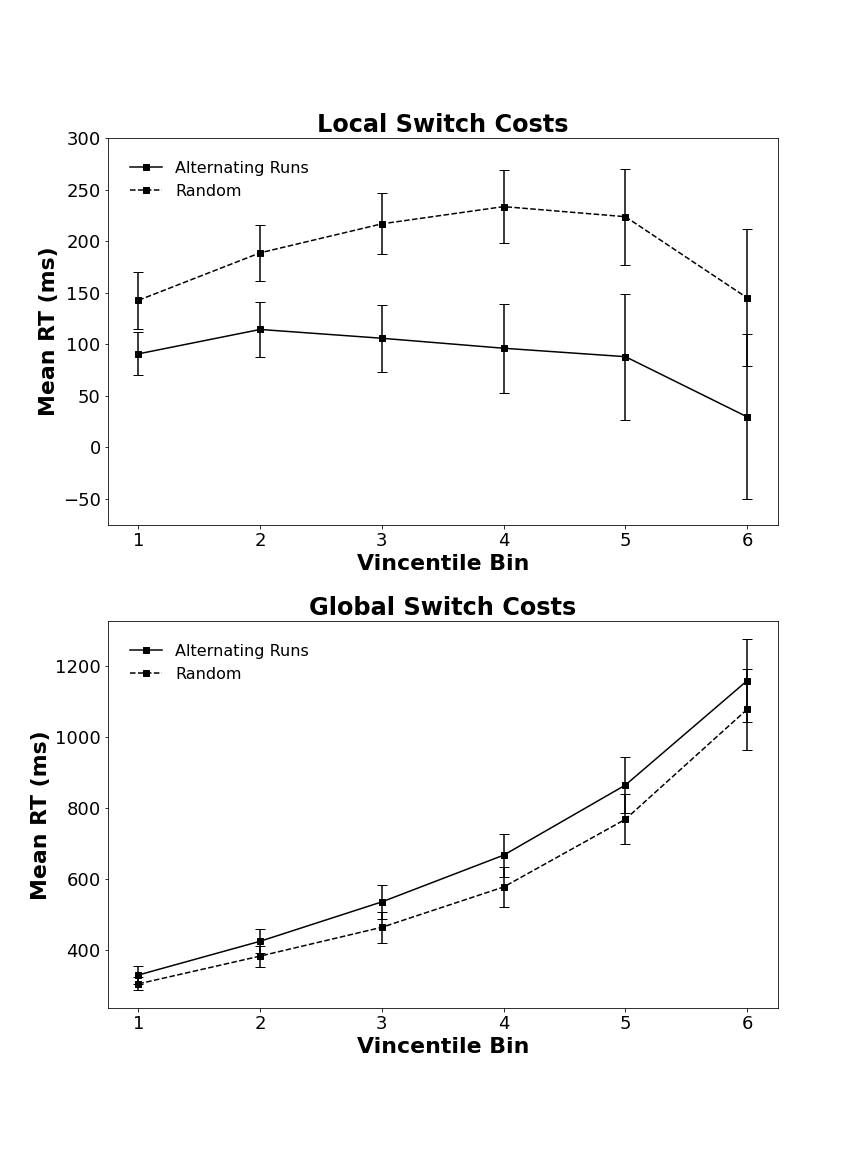 Local Switch Costs
300
250
200
150
100
50
0
−50
Mean RT (ms)
Alternating Runs
Random
1 2 3 4 5 6
Vincentile Bin
Global Switch Costs
1200
1000
800
600
400
Mean RT (ms)
Alternating Runs
Random
1 2 3 4 5 6
Vincentile Bin